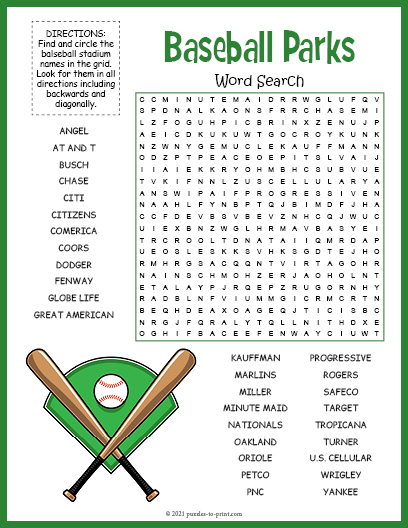 DIRECTIONS:
Find and circle the
balseball stadium
names in the grid.
Look for them in all
directions including
backwards and
diagonally.
Baseball Parks
Word Search
ANGEL
AT AND T
BUSCH
CHASE
CITI
CITIZENS
COMERICA
COORS
DODGER
FENWAY
GLOBE LIFE
GREAT AMERICAN
C C M I N U T E M A I D R R W G L U F Q V
S P D N A L K A O N S F R R C H A S E M I
L Z F O G U H P I C B R I N X Z E N U J P
A E I C D K U K U W T G O C R O Y K U N K
N Z W N Y G E M U C L E K A U F F M A N N
O D Z P T P E A C E O E P I T S L V A I J
I I A I E K K R Y O H M B H C S U B V U E
T V K I F N N L Z U S C E L L U L A R Y A
A N S W I P A I F P R O G R E S S I V E N
N A A H L F Y N B P T Q J B I M D F J H A
C C F D E V B S V B E V Z N H C Q J W U C
U I E X B N Z W G L H R M A V B A S Y E I
T R C R O O L T D N A T A I I Q M R D A P
U E O S L E S K K S V H K S G D T E J H O
R M H R G S A C Q Q N T V I R T A G O H R
N A I N S C H M O H Z E R J A O H O L N T
E T A L A Y P J R Q E P Z R U G O R N H Y
R A D B L N F V I U M M G I C R M C R T N
B E Q H D E A X O A G E Q J T I C I S B C
N R G J F Q R A L Y T Q L L N I T H D X E
O G H I F B A C E E F E N W A Y C I U W T
KAUFFMAN
MARLINS
MILLER
MINUTE MAID
NATIONALS
OAKLAND
ORIOLE
PETCO
PNC
PROGRESSIVE
ROGERS
SAFECO
TARGET
TROPICANA
TURNER
U.S. CELLULAR
WRIGLEY
YANKEE
© 2021 puzzles-to-print.com